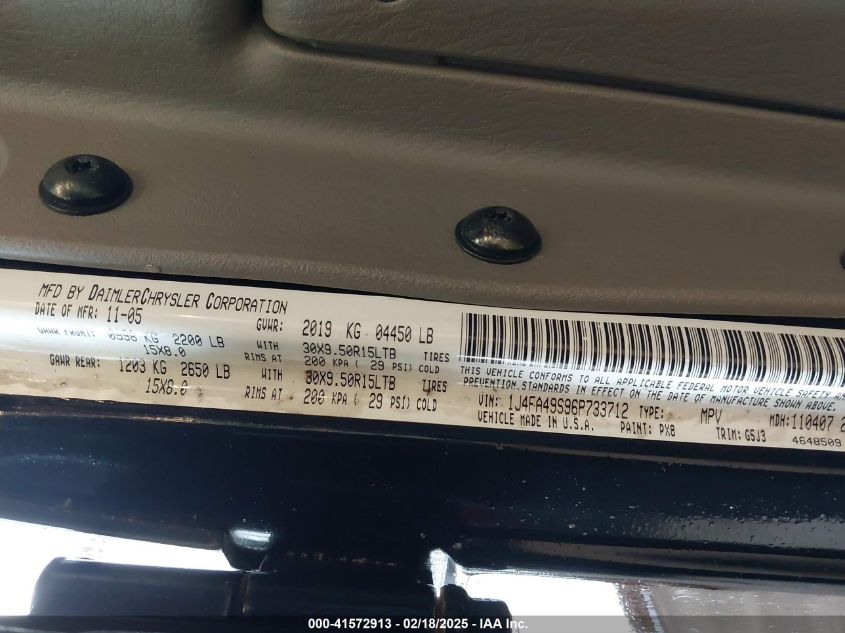 MFD BY DAIMLERCHRYSLER CORPORATION
DATE OF MFR: 11-05 GVWR: 2019 KG 04450 LB
GAWR FRONT: KG 2200 LB WITH 30X9.50R15LTB TIRES
15X8.0 RIMS AT 200 KPA ( 29 PSI) COLD
GAWR REAR: 1203 KG 2650 LB WITH 30X9.50R15LTB TIRES
15X8.0 RIMS AT 200 KPA ( 29 PSI) COLD
THIS VEHICLE CONFORMS TO ALL APPLICABLE FEDERAL MOTOR VEHICLE SAFETY AND
PREVENTION STANDARDS IN EFFECT ON THE DATE OF MANUFACTURE SHOWN ABOVE.
VIN: 1J4FA49S96P733712 TYPE: MPV MDH: 110407 2
VEHICLE MADE IN U.S.A. PAINT: PX8 TRIM: G5J3 4648509
000-41572913 - 02/18/2025 - IAA Inc.